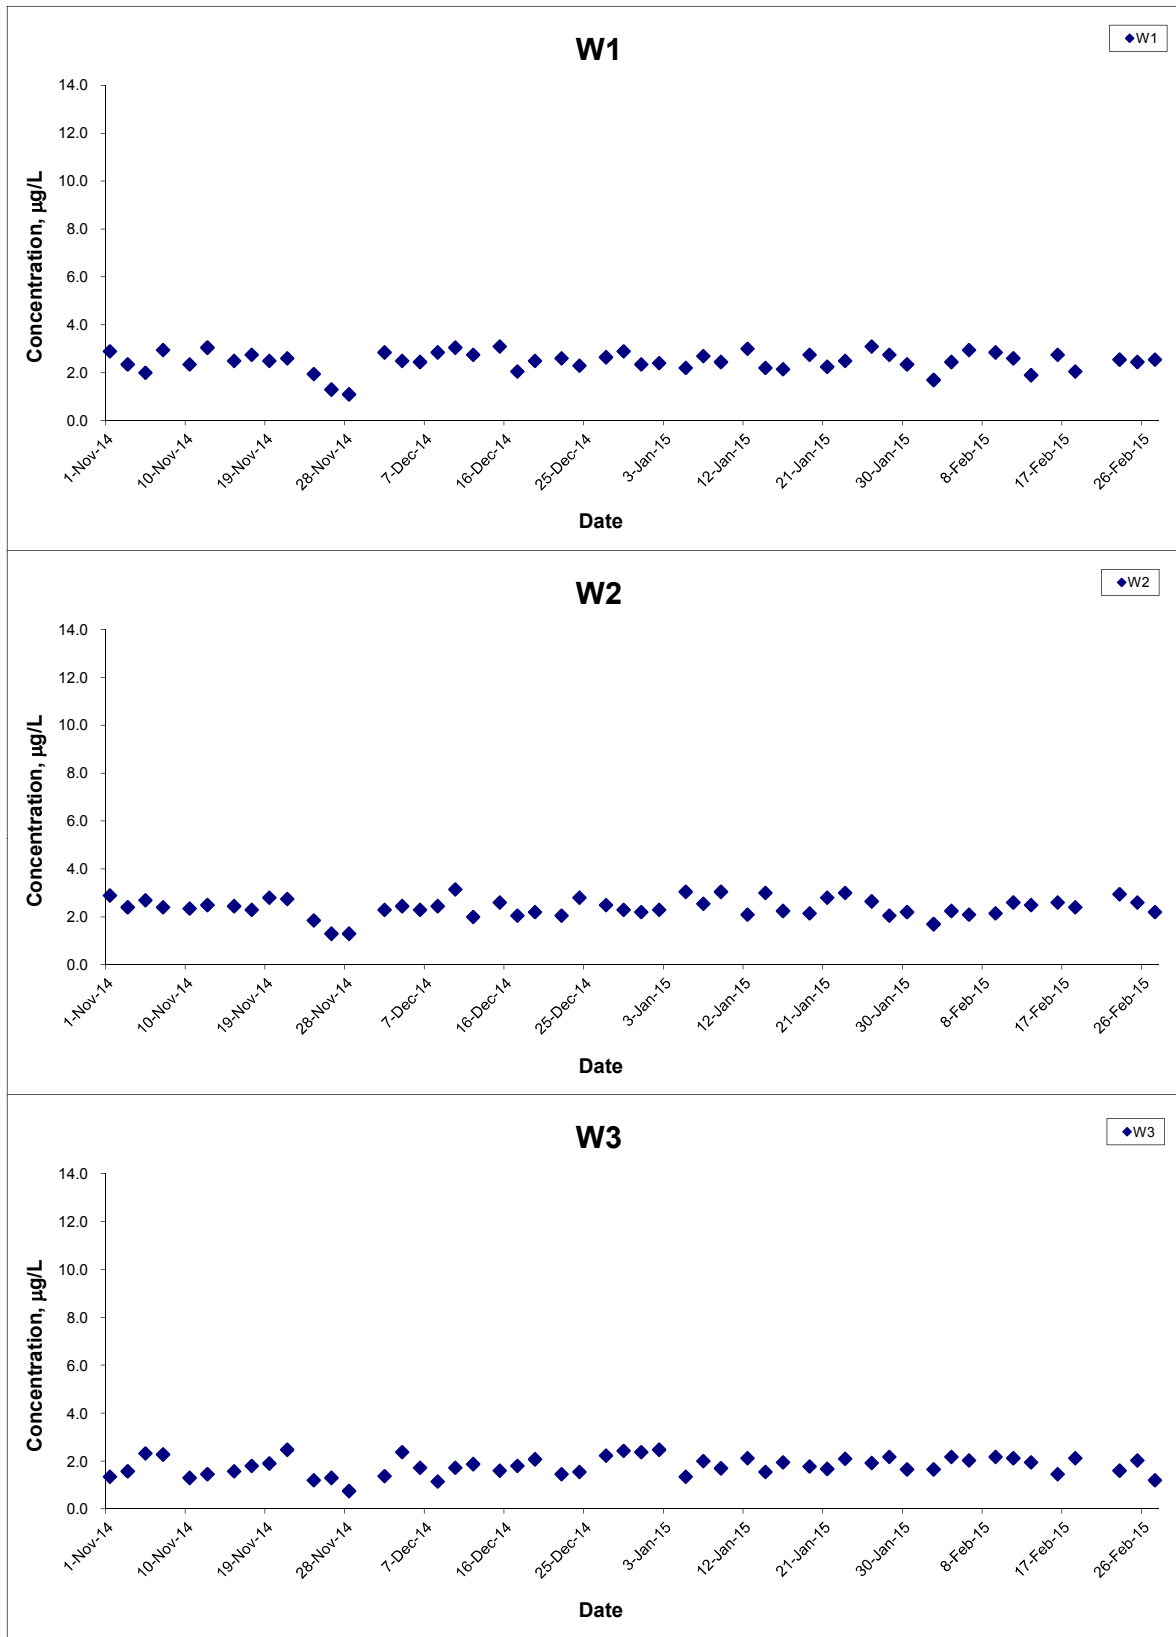 W1
W1
14.0
12.0
10.0
8.0
6.0
4.0
2.0
0.0
Concentration, µg/L
1-Nov-14
10-Nov-14
19-Nov-14
28-Nov-14
7-Dec-14
16-Dec-14
25-Dec-14
3-Jan-15
12-Jan-15
21-Jan-15
30-Jan-15
8-Feb-15
17-Feb-15
26-Feb-15
Date
W2
W2
14.0
12.0
10.0
8.0
6.0
4.0
2.0
0.0
Concentration, µg/L
1-Nov-14
10-Nov-14
19-Nov-14
28-Nov-14
7-Dec-14
16-Dec-14
25-Dec-14
3-Jan-15
12-Jan-15
21-Jan-15
30-Jan-15
8-Feb-15
17-Feb-15
26-Feb-15
Date
W3
W3
14.0
12.0
10.0
8.0
6.0
4.0
2.0
0.0
Concentration, µg/L
1-Nov-14
10-Nov-14
19-Nov-14
28-Nov-14
7-Dec-14
16-Dec-14
25-Dec-14
3-Jan-15
12-Jan-15
21-Jan-15
30-Jan-15
8-Feb-15
17-Feb-15
26-Feb-15
Date